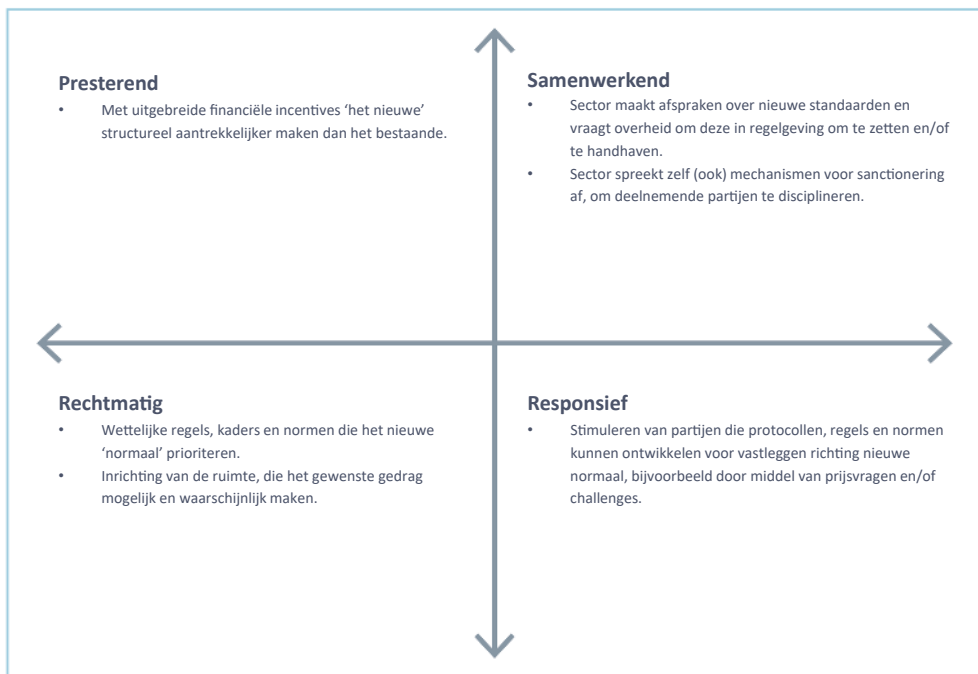 Presterend
• Met uitgebreide financiële incentives ‘het nieuwe’
structureel aantrekkelijker maken dan het bestaande.
Samenwerkend
• Sector maakt afspraken over nieuwe standaarden en
vraagt overheid om deze in regelgeving om te zetten en/of
te handhaven.
• Sector spreekt zelf (ook) mechanismen voor sanctionering
af, om deelnemende partijen te disciplineren.
Rechtmatig
• Wettelijke regels, kaders en normen die het nieuwe
‘normaal’ prioriteren.
• Inrichting van de ruimte, die het gewenste gedrag
mogelijk en waarschijnlijk maken.
Responsief
• Stimuleren van partijen die protocollen, regels en normen
kunnen ontwikkelen voor vastleggen richting nieuwe
normaal, bijvoorbeeld door middel van prijsvragen en/of
challenges.